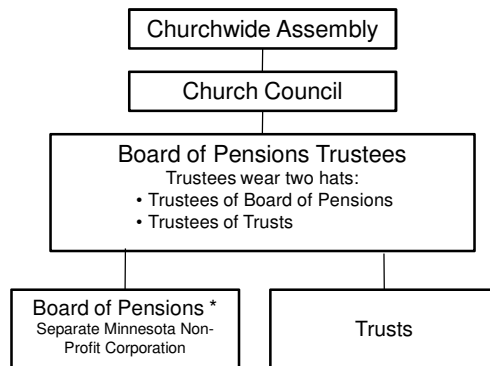 Churchwide Assembly
Church Council
Board of Pensions Trustees
Trustees wear two hats:
• Trustees of Board of Pensions
• Trustees of Trusts
Board of Pensions *
Separate Minnesota Non-
Profit Corporation
Trusts